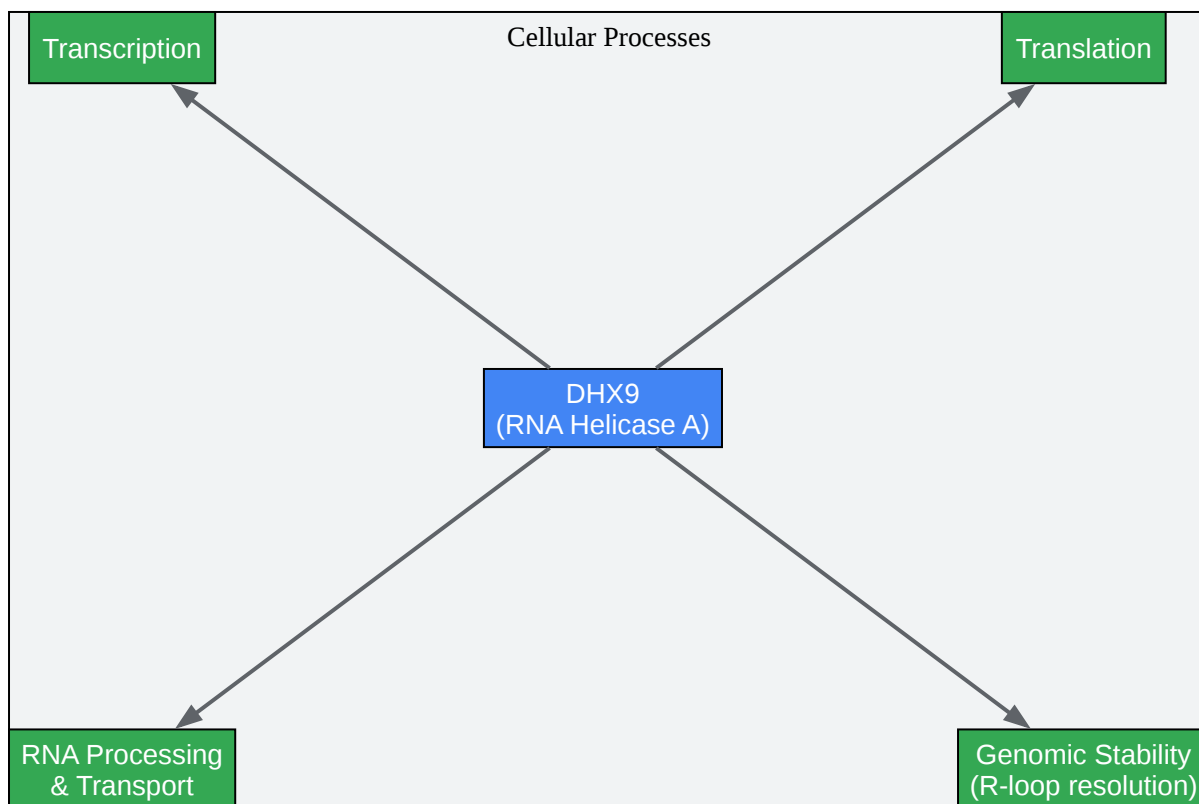 Transcription
Cellular Processes
Translation
DHX9
(RNA Helicase A)
RNA Processing
& Transport
Genomic Stability
(R-loop resolution)